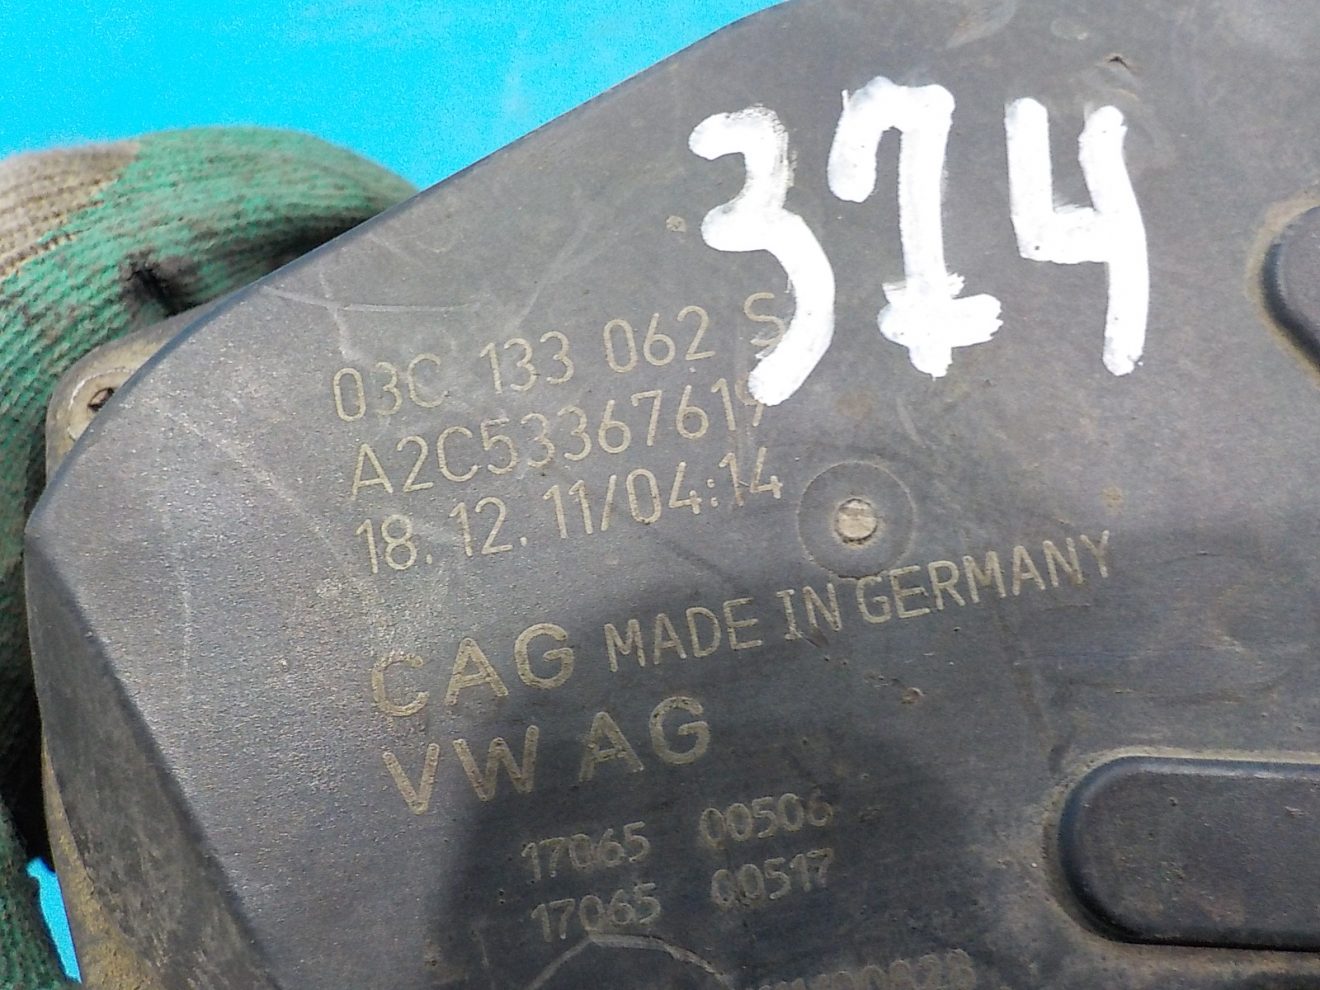 374
03C 133 062 S
A2C53367619
18.12.11/04:14
CAG MADE IN GERMANY
VW AG
17065 00506
17065 00517